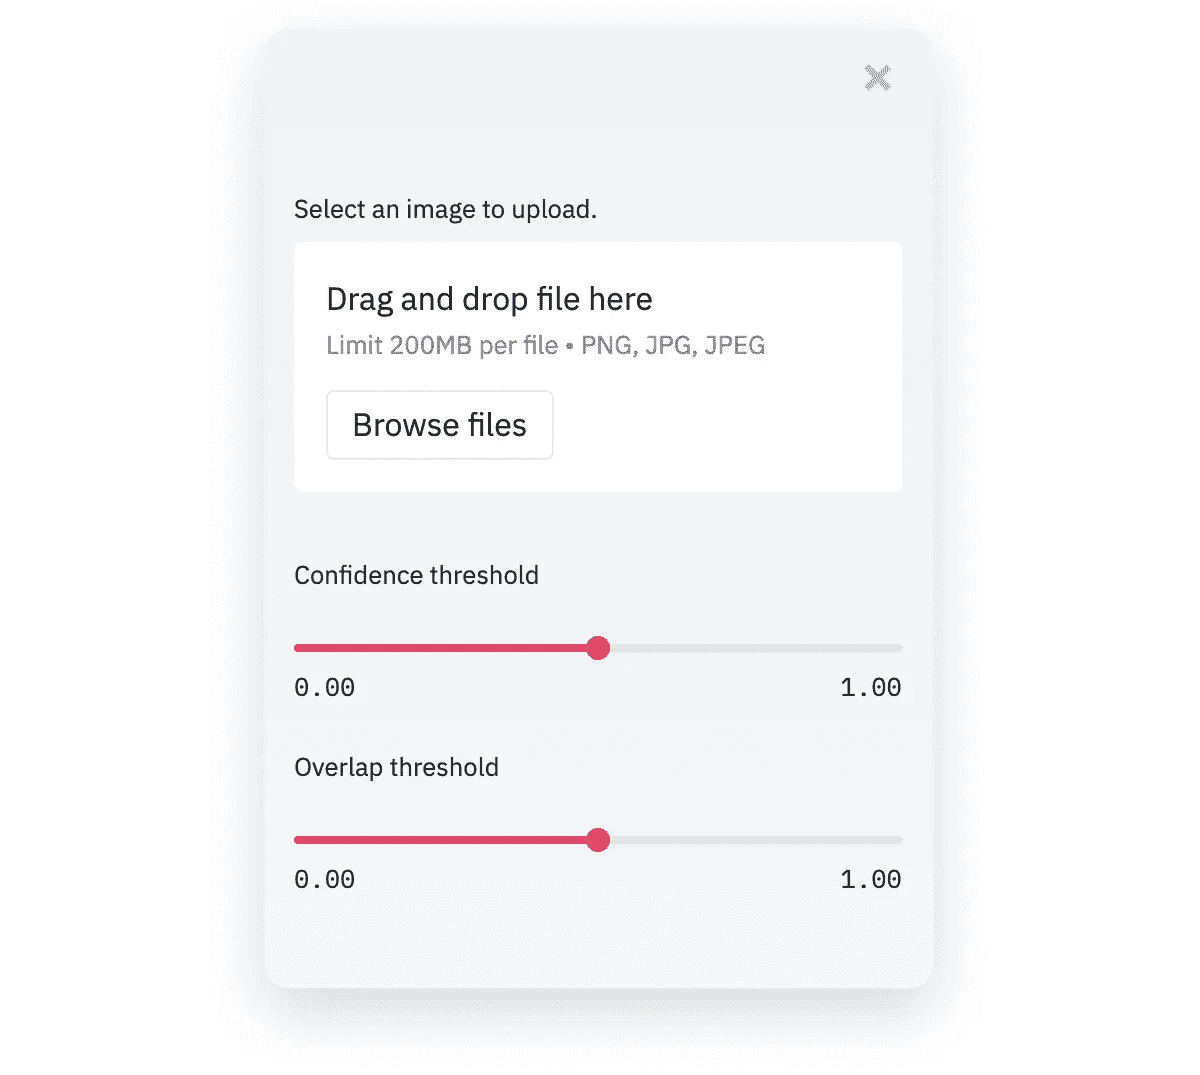 Select an image to upload.
Drag and drop file here
Limit 200MB per file • PNG, JPG, JPEG
Browse files
Confidence threshold
0.00 1.00
Overlap threshold
0.00 1.00